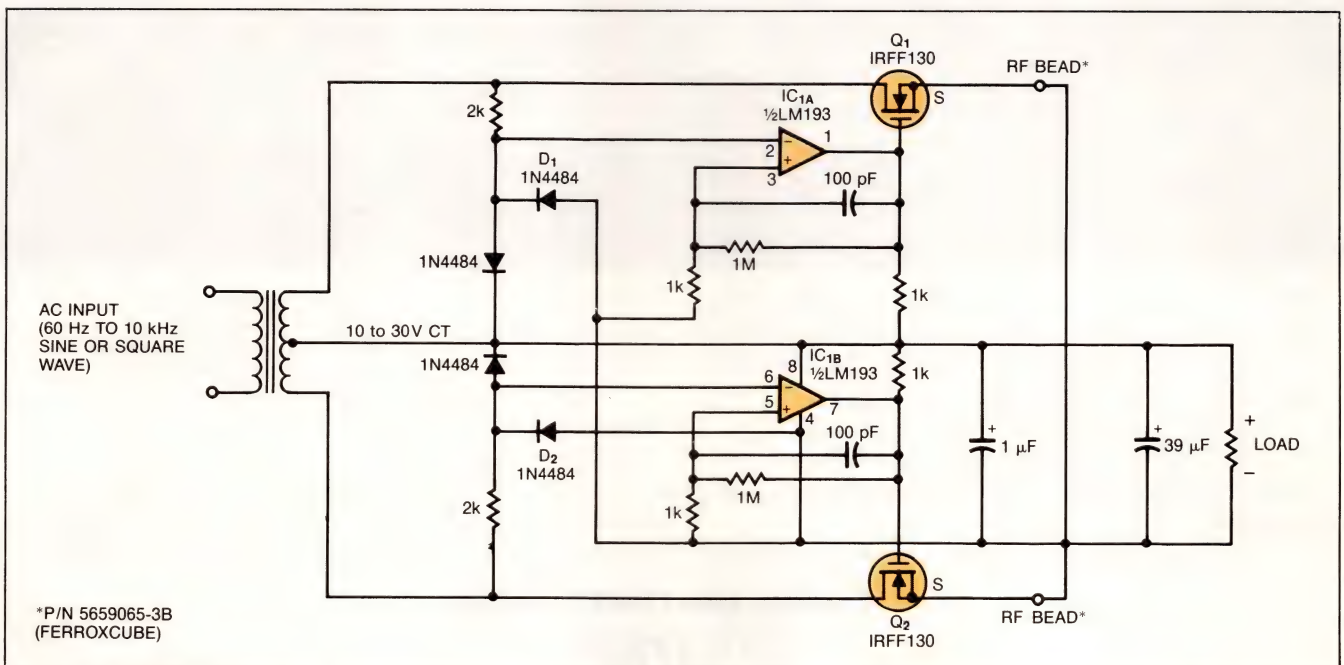 Q1
IRFF130
RF BEAD*
S
IC1A
½LM193
2k
1
2
3
D1
1N4484
100 pF
1N4484
1M
1k
1k
AC INPUT
(60 Hz TO 10 kHz
SINE OR SQUARE
WAVE)
10 to 30V CT
1N4484
IC1B
½LM193
8
1k
6
5
7
4
+
1 µF
+
39 µF
+
LOAD
–
D2
1N4484
100 pF
2k
1M
1k
S
Q2
IRFF130
RF BEAD*
*P/N 5659065-3B
(FERROXCUBE)